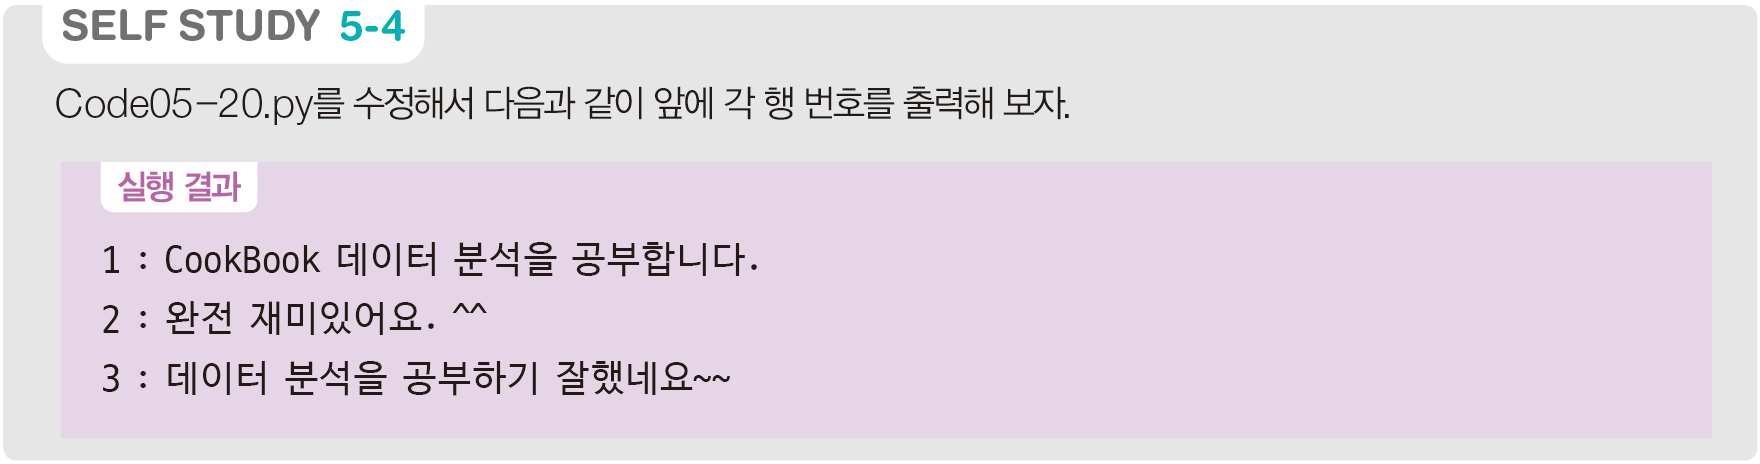 SELF STUDY 5-4
Code05-20.py를 수정해서 다음과 같이 앞에 각 행 번호를 출력해 보자.
실행 결과
1 : CookBook 데이터 분석을 공부합니다.
2 : 완전 재미있어요. ^^
3 : 데이터 분석을 공부하기 잘했네요~~